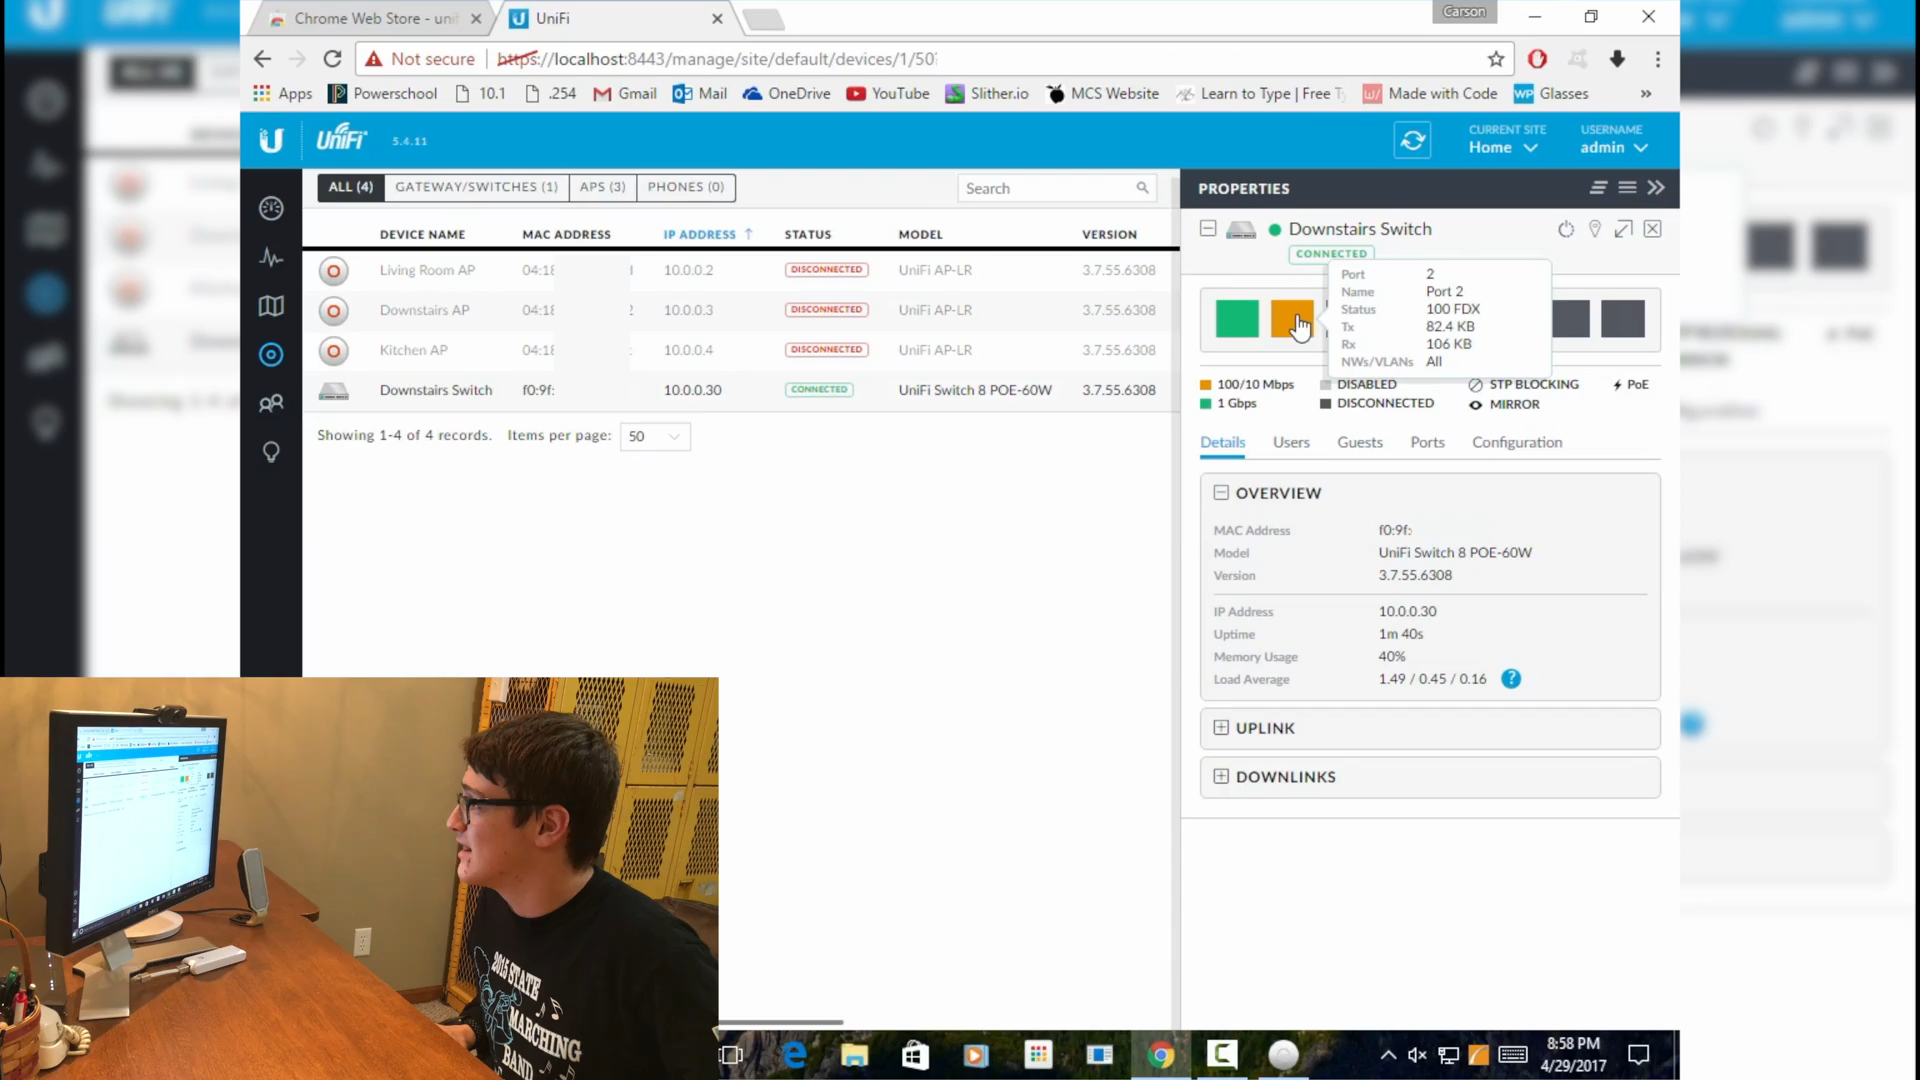 Chrome Web Store - uni
UniFi
Carson
Not secure
https://localhost:8443/manage/site/default/devices/1/50
Apps
Powerschool
10.1
.254
Gmail
Mail
OneDrive
YouTube
Slither.io
MCS Website
Learn to Type | Free T
Made with Code
Glasses
UniFi
5.4.11
CURRENT SITE
Home
USERNAME
admin
ALL (4)
GATEWAY/SWITCHES (1)
APS (3)
PHONES (0)
Search
PROPERTIES
DEVICE NAME MAC ADDRESS IP ADDRESS STATUS MODEL VERSION
Living Room AP 04:18 10.0.0.2 DISCONNECTED UniFi AP-LR 3.7.55.6308
Downstairs AP 04:18 2 10.0.0.3 DISCONNECTED UniFi AP-LR 3.7.55.6308
Kitchen AP 04:18 10.0.0.4 DISCONNECTED UniFi AP-LR 3.7.55.6308
Downstairs Switch f0:9f: 10.0.0.30 CONNECTED UniFi Switch 8 POE-60W 3.7.55.6308
Showing 1-4 of 4 records. Items per page: 50
Downstairs Switch
CONNECTED
Port 2
Name Port 2
Status 100 FDX
Tx 82.4 KB
Rx 106 KB
NWs/VLANs All
100/10 Mbps DISABLED STP BLOCKING PoE
1 Gbps DISCONNECTED MIRROR
Details Users Guests Ports Configuration
OVERVIEW
MAC Address f0:9f:
Model UniFi Switch 8 POE-60W
Version 3.7.55.6308
IP Address 10.0.0.30
Uptime 1m 40s
Memory Usage 40%
Load Average 1.49 / 0.45 / 0.16
UPLINK
DOWNLINKS
2015 STATE
MARCHING
BAND
8:58 PM
4/29/2017